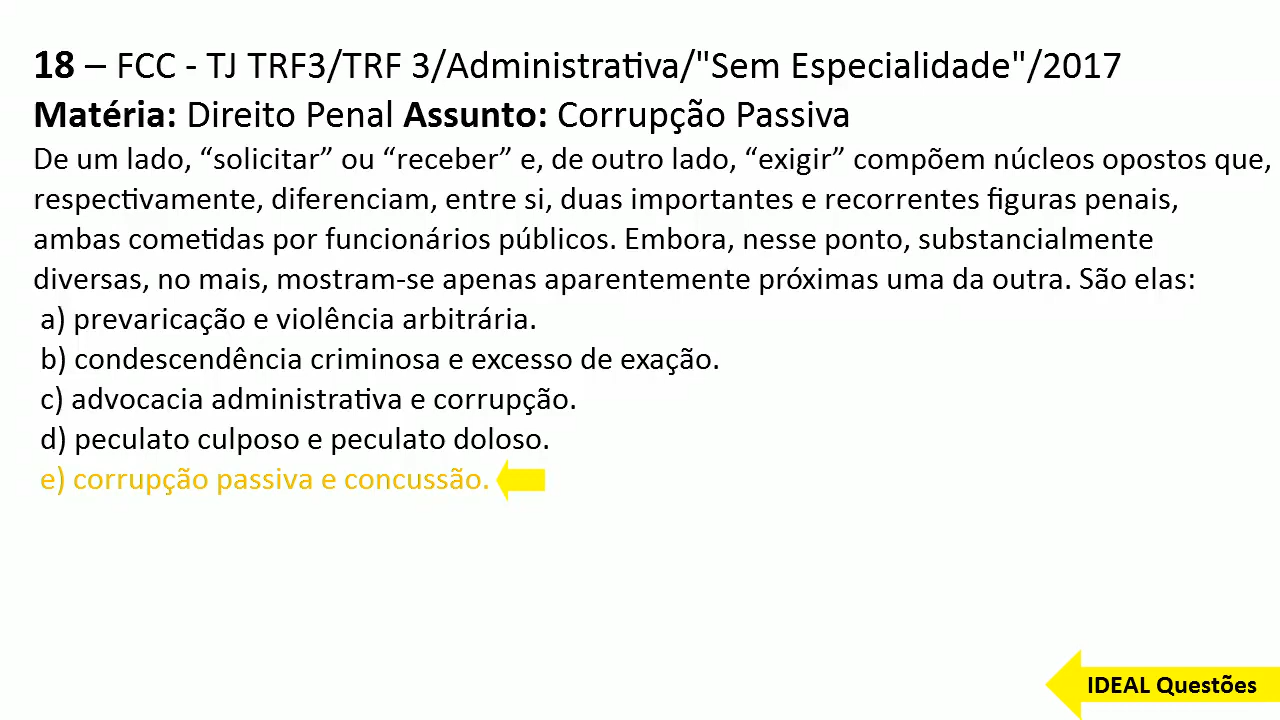 18 – FCC - TJ TRF3/TRF 3/Administrativa/"Sem Especialidade"/2017
Matéria: Direito Penal Assunto: Corrupção Passiva
De um lado, “solicitar” ou “receber” e, de outro lado, “exigir” compõem núcleos opostos que,
respectivamente, diferenciam, entre si, duas importantes e recorrentes figuras penais,
ambas cometidas por funcionários públicos. Embora, nesse ponto, substancialmente
diversas, no mais, mostram-se apenas aparentemente próximas uma da outra. São elas:
a) prevaricação e violência arbitrária.
b) condescendência criminosa e excesso de exação.
c) advocacia administrativa e corrupção.
d) peculato culposo e peculato doloso.
e) corrupção passiva e concussão.
IDEAL Questões